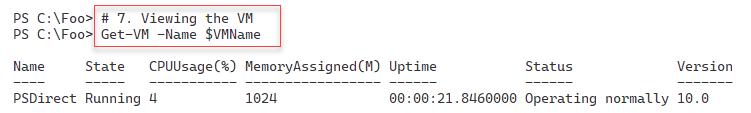 PS C:\Foo> # 7. Viewing the VM
PS C:\Foo> Get-VM -Name $VMName
Name     State   CPUUsage(%) MemoryAssigned(M) Uptime           Status             Version
----     -----   ----------- ----------------- ------           ------             -------
PSDirect Running 4           1024              00:00:21.8460000 Operating normally 10.0